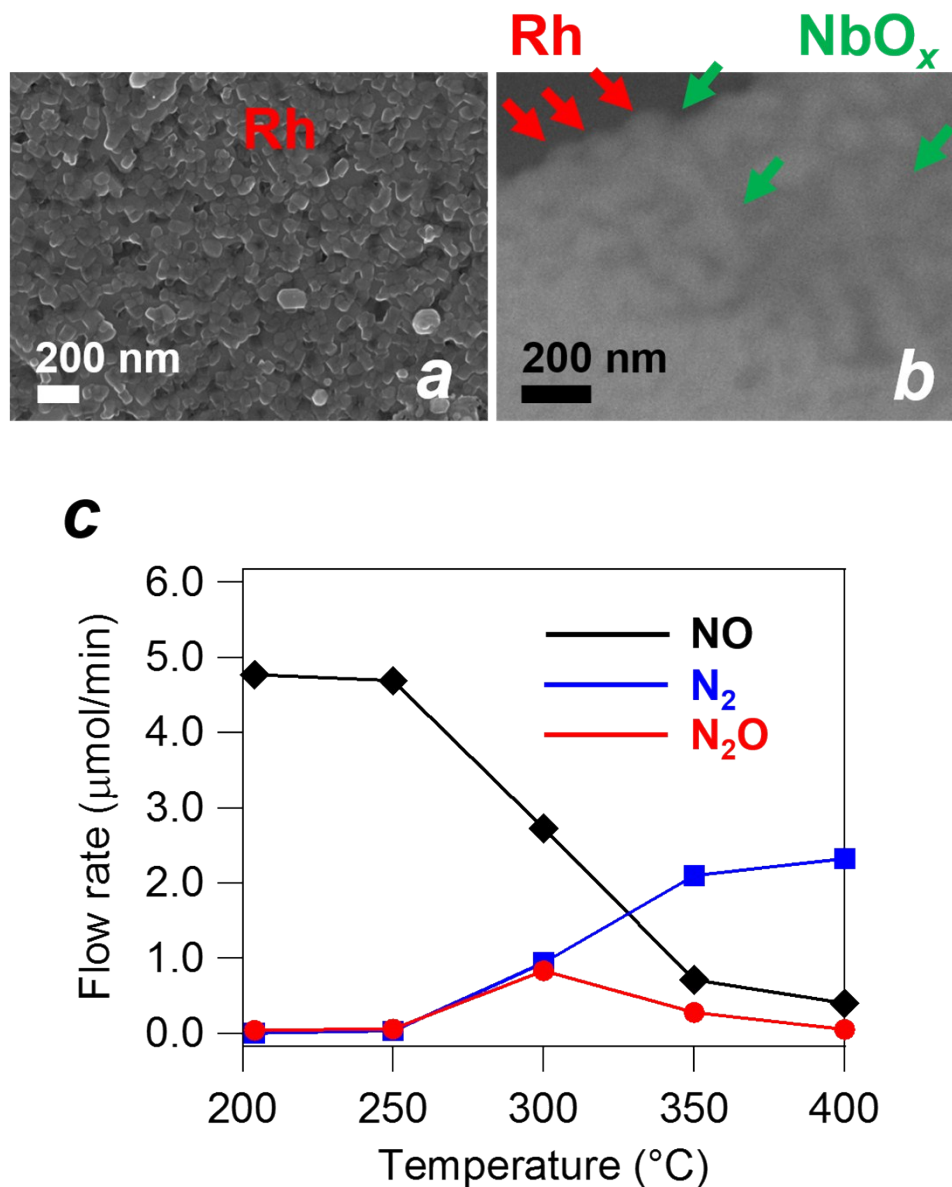 Rh NbOₓ
Rh
200 nm
a
200 nm
b
c
6.0
5.0
4.0
3.0
2.0
1.0
0.0
Flow rate (μmol/min)
NO
N₂
N₂O
200 250 300 350 400
Temperature (°C)